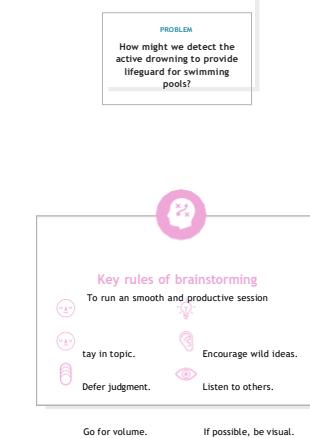 PROBLEM
How might we detect the
active drowning to provide
lifeguard for swimming
pools?
Key rules of brainstorming
To run an smooth and productive session
tay in topic.
Encourage wild ideas.
Defer judgment.
Listen to others.
Go for volume.
If possible, be visual.